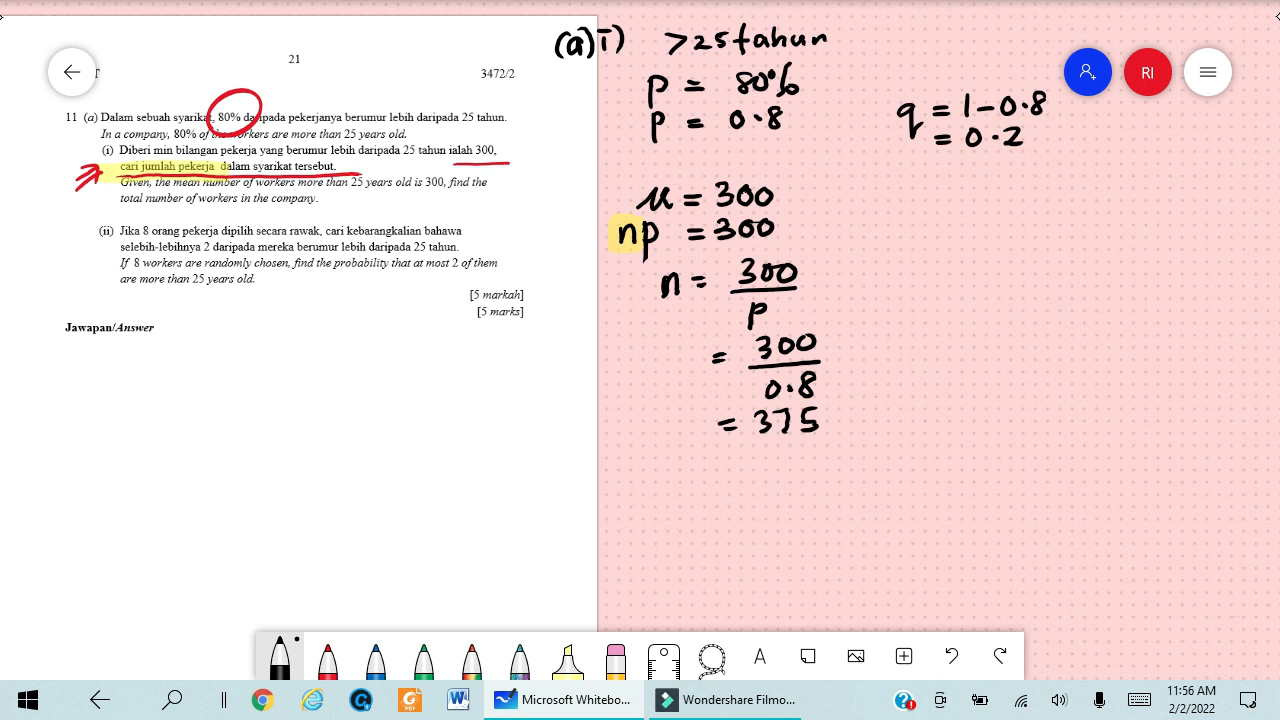 21
T
3472/2
11 (a) Dalam sebuah syarikat, 80% daripada pekerjanya berumur lebih daripada 25 tahun.
In a company, 80% of the workers are more than 25 years old.
(i) Diberi min bilangan pekerja yang berumur lebih daripada 25 tahun ialah 300,
cari jumlah pekerja dalam syarikat tersebut.
Given, the mean number of workers more than 25 years old is 300, find the
total number of workers in the company.
(ii) Jika 8 orang pekerja dipilih secara rawak, cari kebarangkalian bahawa
selebih-lebihnya 2 daripada mereka berumur lebih daripada 25 tahun.
If 8 workers are randomly chosen, find the probability that at most 2 of them
are more than 25 years old.
[5 markah]
[5 marks]
Jawapan/Answer
(a) i) >25 tahun
p = 80%
p = 0.8
q = 1 - 0.8
= 0.2
μ = 300
np = 300
n = 300
p
= 300
0.8
= 375
RI
A
Microsoft Whitebo...
Wondershare Filmo...
PDF
11:56 AM
2/2/2022